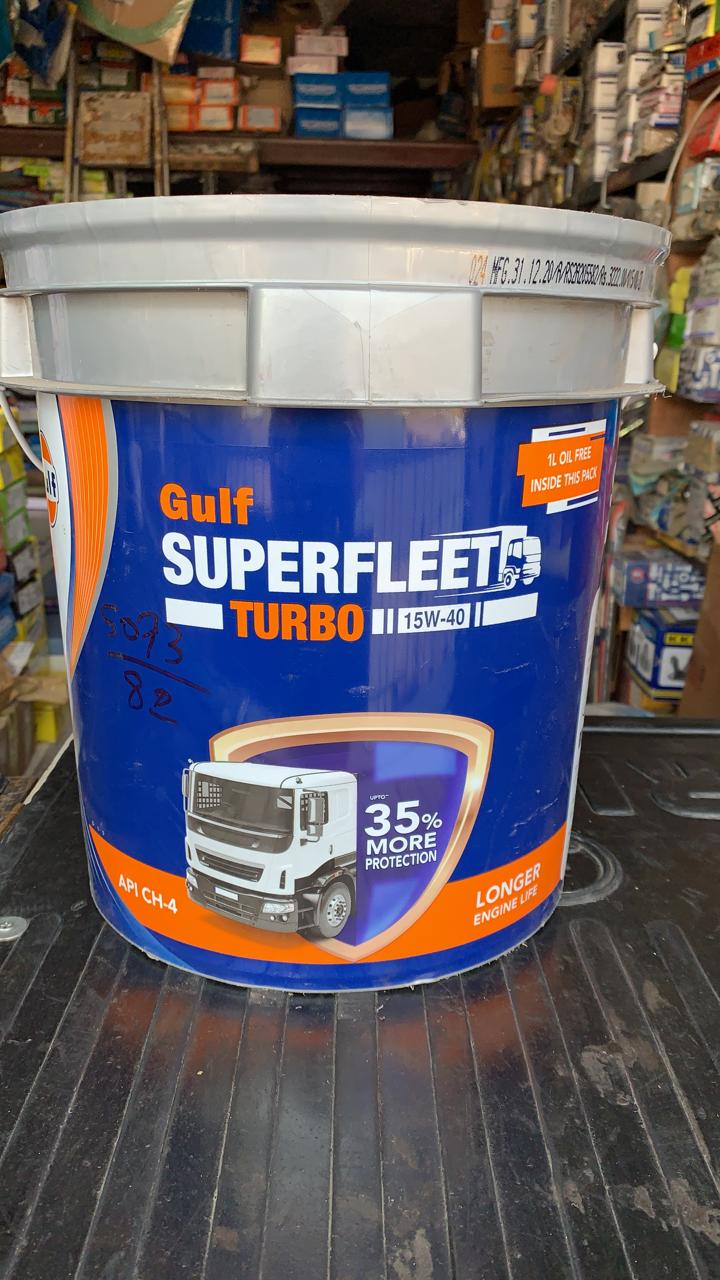 024 MFG.31.12.20/A/
1L OIL FREE
INSIDE THIS PACK
Gulf
SUPERFLEET
TURBO 15W-40
5073
82
UPTO
35%
MORE
PROTECTION
API CH-4
LONGER
ENGINE LIFE